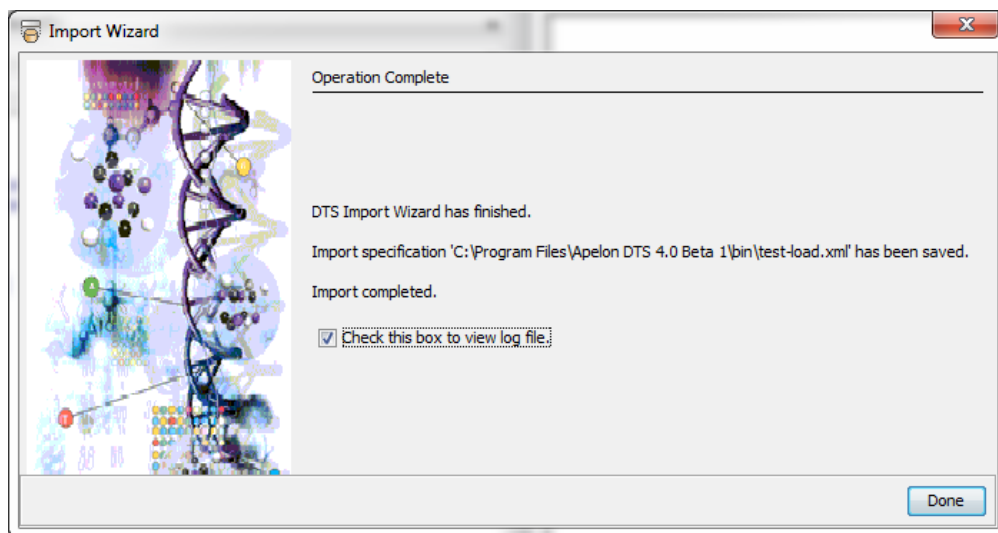 Import Wizard
Operation Complete
DTS Import Wizard has finished.
Import specification 'C:\Program Files\Apelon DTS 4.0 Beta 1\bin\test-load.xml' has been saved.
Import completed.
Check this box to view log file.
Done